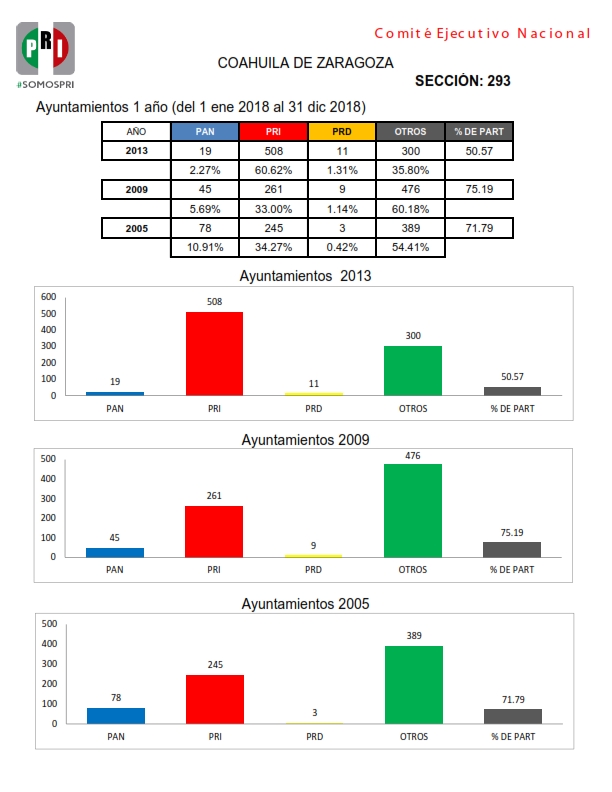 Comité Ejecutivo Nacional
PRI
#SOMOSPRI
COAHUILA DE ZARAGOZA
SECCIÓN: 293
Ayuntamientos 1 año (del 1 ene 2018 al 31 dic 2018)
AÑO PAN PRI PRD OTROS % DE PART
2013 19 508 11 300 50.57
2.27% 60.62% 1.31% 35.80%
2009 45 261 9 476 75.19
5.69% 33.00% 1.14% 60.18%
2005 78 245 3 389 71.79
10.91% 34.27% 0.42% 54.41%
Ayuntamientos 2013
600
500
400
300
200
100
0
19 508 11 300 50.57
PAN PRI PRD OTROS % DE PART
Ayuntamientos 2009
500
400
300
200
100
0
45 261 9 476 75.19
PAN PRI PRD OTROS % DE PART
Ayuntamientos 2005
500
400
300
200
100
0
78 245 3 389 71.79
PAN PRI PRD OTROS % DE PART